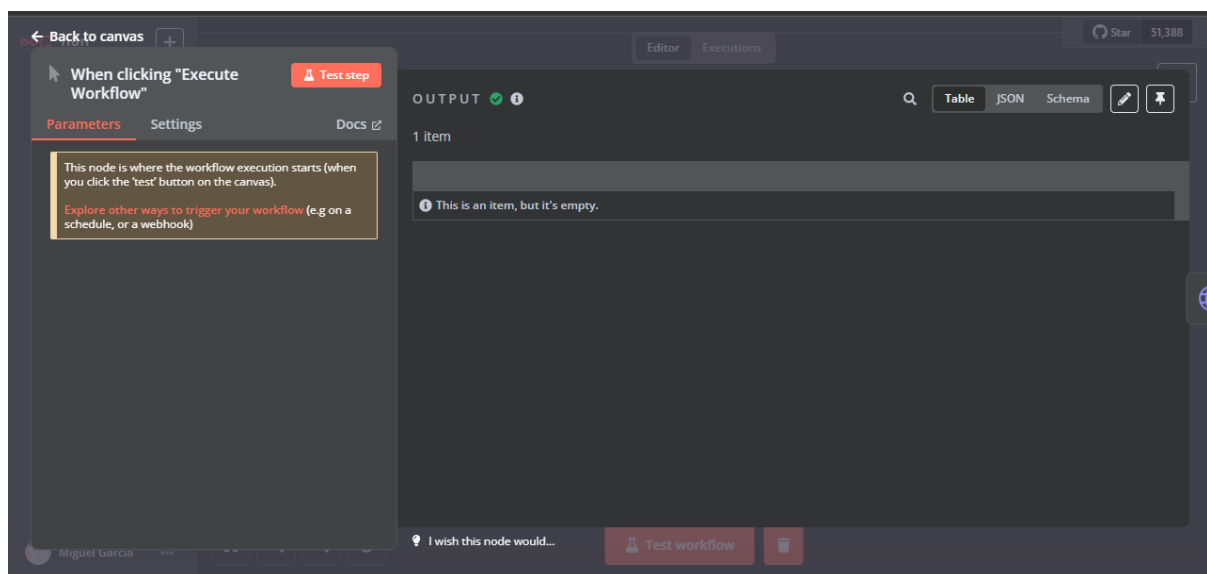 Back to canvas
n8n
Editor Executions
Star 51,388
When clicking "Execute
Workflow"
Test step
Parameters Settings Docs
This node is where the workflow execution starts (when
you click the ‘test’ button on the canvas).
Explore other ways to trigger your workflow (e.g on a
schedule, or a webhook)
OUTPUT
Table JSON Schema
1 item
This is an item, but it's empty.
I wish this node would...
Test workflow
Miguel Garcia